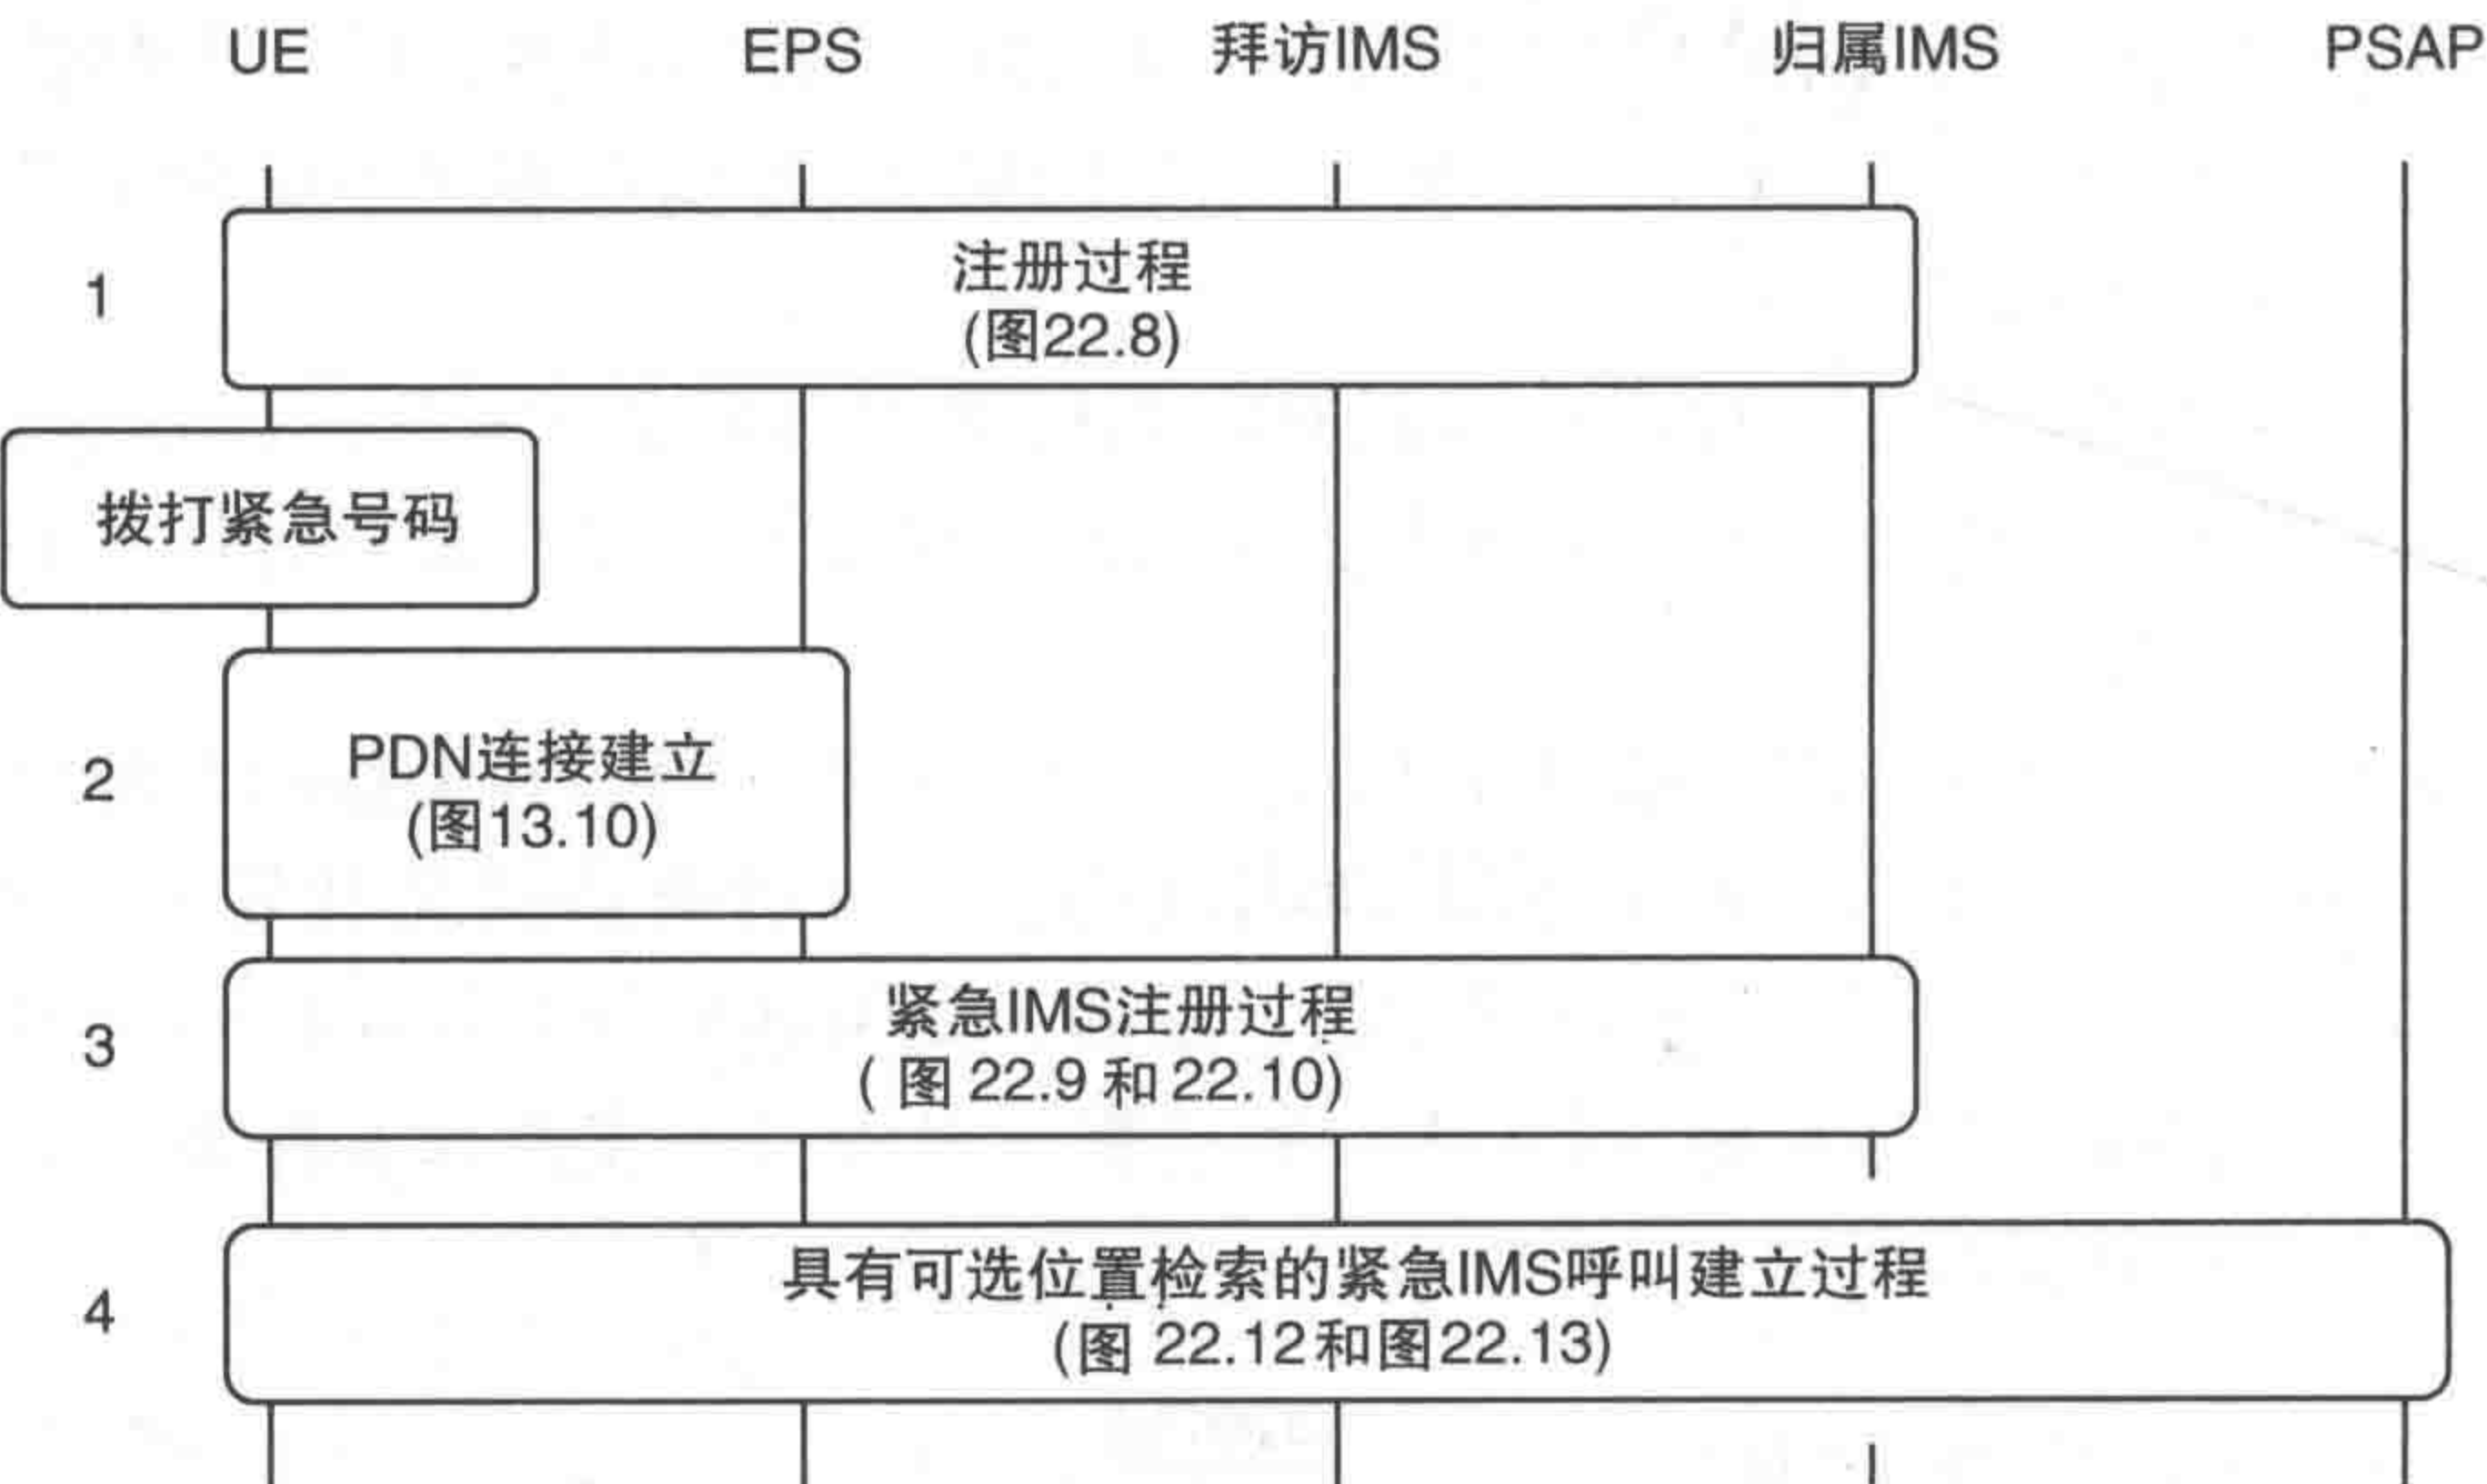 UE EPS 拜访IMS 归属IMS PSAP
1
注册过程
(图22.8)
拨打紧急号码
2
PDN连接建立
(图13.10)
3
紧急IMS注册过程
( 图 22.9 和 22.10)
4
具有可选位置检索的紧急IMS呼叫建立过程
(图 22.12和图22.13)